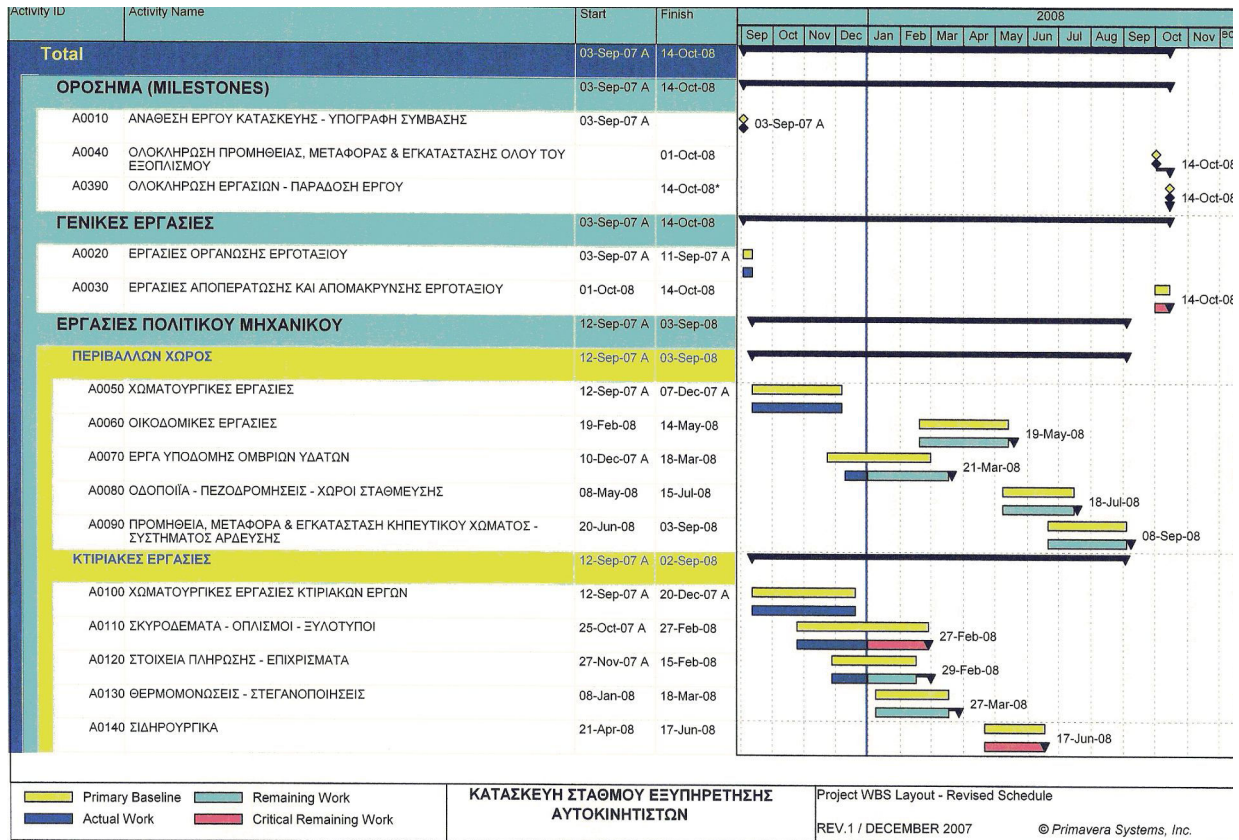 Activity ID Activity Name Start Finish 2008
Sep Oct Nov Dec Jan Feb Mar Apr May Jun Jul Aug Sep Oct Nov
Total 03-Sep-07 A 14-Oct-08
ΟΡΟΣΗΜΑ (MILESTONES) 03-Sep-07 A 14-Oct-08
A0010 ΑΝΑΘΕΣΗ ΕΡΓΟΥ ΚΑΤΑΣΚΕΥΗΣ - ΥΠΟΓΡΑΦΗ ΣΥΜΒΑΣΗΣ 03-Sep-07 A 03-Sep-07 A
A0040 ΟΛΟΚΛΗΡΩΣΗ ΠΡΟΜΗΘΕΙΑΣ, ΜΕΤΑΦΟΡΑΣ & ΕΓΚΑΤΑΣΤΑΣΗΣ ΟΛΟΥ ΤΟΥ 01-Oct-08 14-Oct-08
ΕΞΟΠΛΙΣΜΟΥ
A0390 ΟΛΟΚΛΗΡΩΣΗ ΕΡΓΑΣΙΩΝ - ΠΑΡΑΔΟΣΗ ΕΡΓΟΥ 14-Oct-08* 14-Oct-08
ΓΕΝΙΚΕΣ ΕΡΓΑΣΙΕΣ 03-Sep-07 A 14-Oct-08
A0020 ΕΡΓΑΣΙΕΣ ΟΡΓΑΝΩΣΗΣ ΕΡΓΟΤΑΞΙΟΥ 03-Sep-07 A 11-Sep-07 A
A0030 ΕΡΓΑΣΙΕΣ ΑΠΟΠΕΡΑΤΩΣΗΣ ΚΑΙ ΑΠΟΜΑΚΡΥΝΣΗΣ ΕΡΓΟΤΑΞΙΟΥ 01-Oct-08 14-Oct-08 14-Oct-08
ΕΡΓΑΣΙΕΣ ΠΟΛΙΤΙΚΟΥ ΜΗΧΑΝΙΚΟΥ 12-Sep-07 A 03-Sep-08
ΠΕΡΙΒΑΛΛΩΝ ΧΩΡΟΣ 12-Sep-07 A 03-Sep-08
A0050 ΧΩΜΑΤΟΥΡΓΙΚΕΣ ΕΡΓΑΣΙΕΣ 12-Sep-07 A 07-Dec-07 A
A0060 ΟΙΚΟΔΟΜΙΚΕΣ ΕΡΓΑΣΙΕΣ 19-Feb-08 14-May-08 19-May-08
A0070 ΕΡΓΑ ΥΠΟΔΟΜΗΣ ΟΜΒΡΙΩΝ ΥΔΑΤΩΝ 10-Dec-07 A 18-Mar-08 21-Mar-08
A0080 ΟΔΟΠΟΙΪΑ - ΠΕΖΟΔΡΟΜΗΣΕΙΣ - ΧΩΡΟΙ ΣΤΑΘΜΕΥΣΗΣ 08-May-08 15-Jul-08 18-Jul-08
A0090 ΠΡΟΜΗΘΕΙΑ, ΜΕΤΑΦΟΡΑ & ΕΓΚΑΤΑΣΤΑΣΗ ΚΗΠΕΥΤΙΚΟΥ ΧΩΜΑΤΟΣ - 20-Jun-08 03-Sep-08 08-Sep-08
ΣΥΣΤΗΜΑΤΟΣ ΑΡΔΕΥΣΗΣ
ΚΤΙΡΙΑΚΕΣ ΕΡΓΑΣΙΕΣ 12-Sep-07 A 02-Sep-08
A0100 ΧΩΜΑΤΟΥΡΓΙΚΕΣ ΕΡΓΑΣΙΕΣ ΚΤΙΡΙΑΚΩΝ ΕΡΓΩΝ 12-Sep-07 A 20-Dec-07 A
A0110 ΣΚΥΡΟΔΕΜΑΤΑ - ΟΠΛΙΣΜΟΙ - ΞΥΛΟΤΥΠΟΙ 25-Oct-07 A 27-Feb-08 27-Feb-08
A0120 ΣΤΟΙΧΕΙΑ ΠΛΗΡΩΣΗΣ - ΕΠΙΧΡΙΣΜΑΤΑ 27-Nov-07 A 15-Feb-08 29-Feb-08
A0130 ΘΕΡΜΟΜΟΝΩΣΕΙΣ - ΣΤΕΓΑΝΟΠΟΙΗΣΕΙΣ 08-Jan-08 18-Mar-08 27-Mar-08
A0140 ΣΙΔΗΡΟΥΡΓΙΚΑ 21-Apr-08 17-Jun-08 17-Jun-08
Primary Baseline Remaining Work
Actual Work Critical Remaining Work
ΚΑΤΑΣΚΕΥΗ ΣΤΑΘΜΟΥ ΕΞΥΠΗΡΕΤΗΣΗΣ
ΑΥΤΟΚΙΝΗΤΙΣΤΩΝ
Project WBS Layout - Revised Schedule
REV.1 / DECEMBER 2007 © Primavera Systems, Inc.